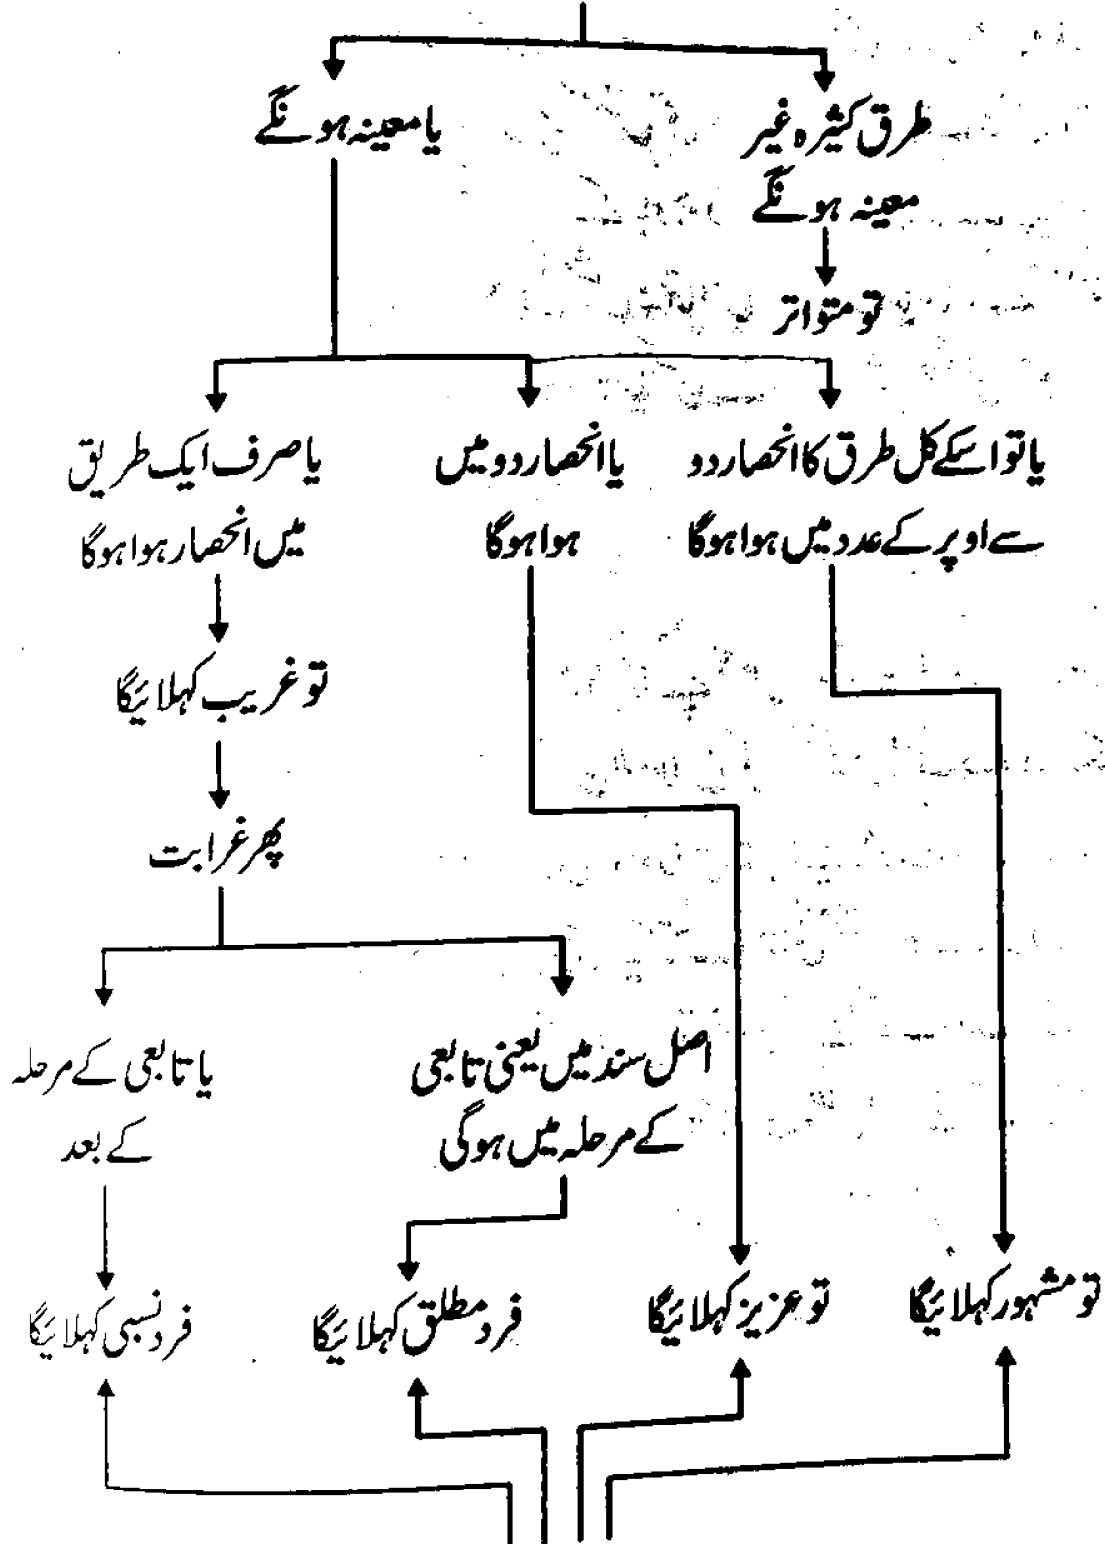 طرق کثیرہ غیر
معینہ ہونگے
یا معینہ ہونگے
تو متواتر
یا تو اسکے کل طرق کا انحصار دو
سے اوپر کے عدد میں ہوا ہوگا
یا انحصار دو میں
ہوا ہوگا
یا صرف ایک طریق
میں انحصار ہوا ہوگا
تو غریب کہلائیگا
پھر غرابت
اصل سند میں یعنی تابعی
کے مرحلہ میں ہوگی
یا تابعی کے مرحلہ
کے بعد
تو مشہور کہلائیگا
تو عزیز کہلائیگا
فرد مطلق کہلائیگا
فرد نسبی کہلائیگا